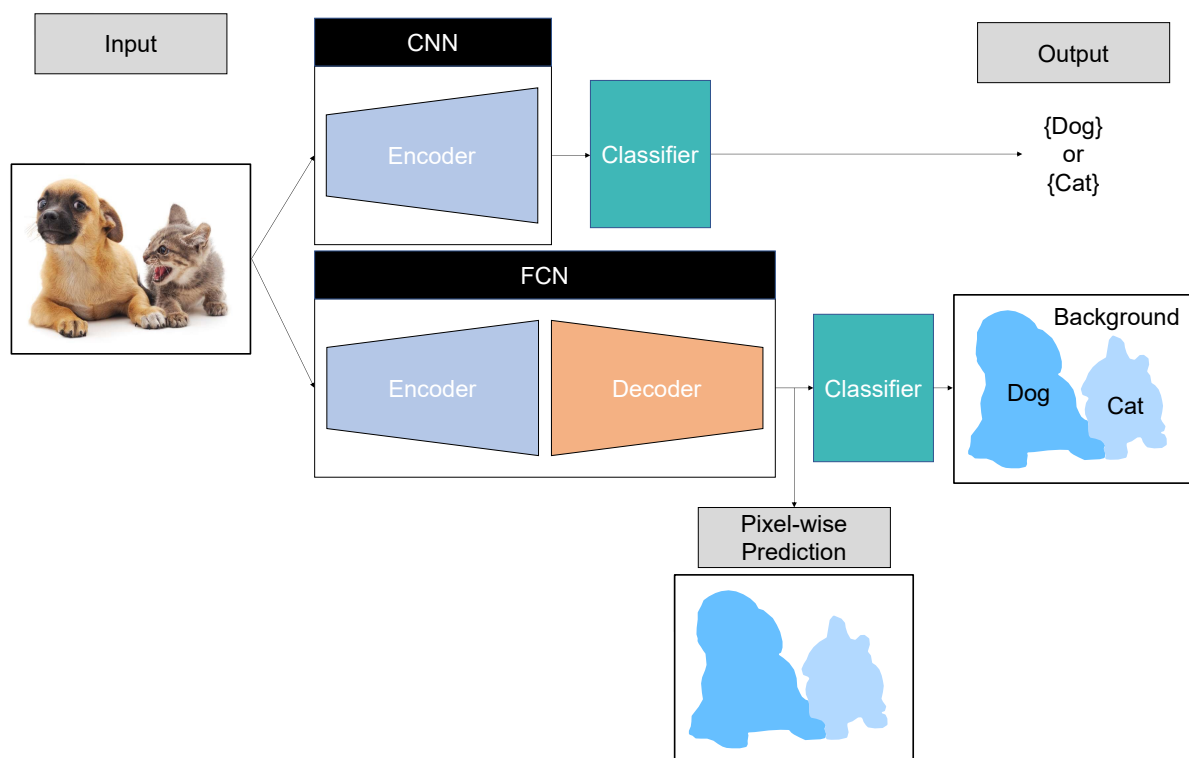 Input
CNN
Output
Encoder
Classifier
{Dog}
or
{Cat}
FCN
Encoder
Decoder
Classifier
Background
Dog
Cat
Pixel-wise
Prediction